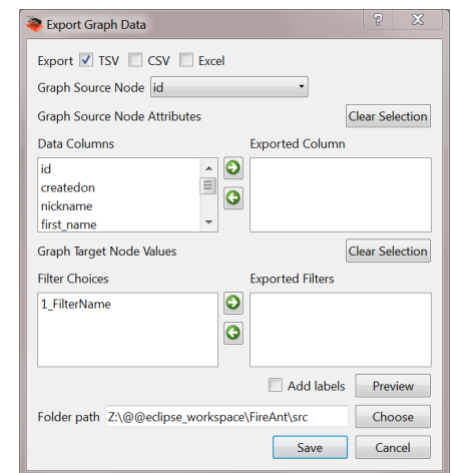 Export Graph Data
Export TSV CSV Excel
Graph Source Node id
Graph Source Node Attributes Clear Selection
Data Columns Exported Column
id
createdon
nickname
first_name
Graph Target Node Values Clear Selection
Filter Choices Exported Filters
1_FilterName
Add labels Preview
Folder path Z:\@@eclipse_workspace\FireAnt\src Choose
Save Cancel